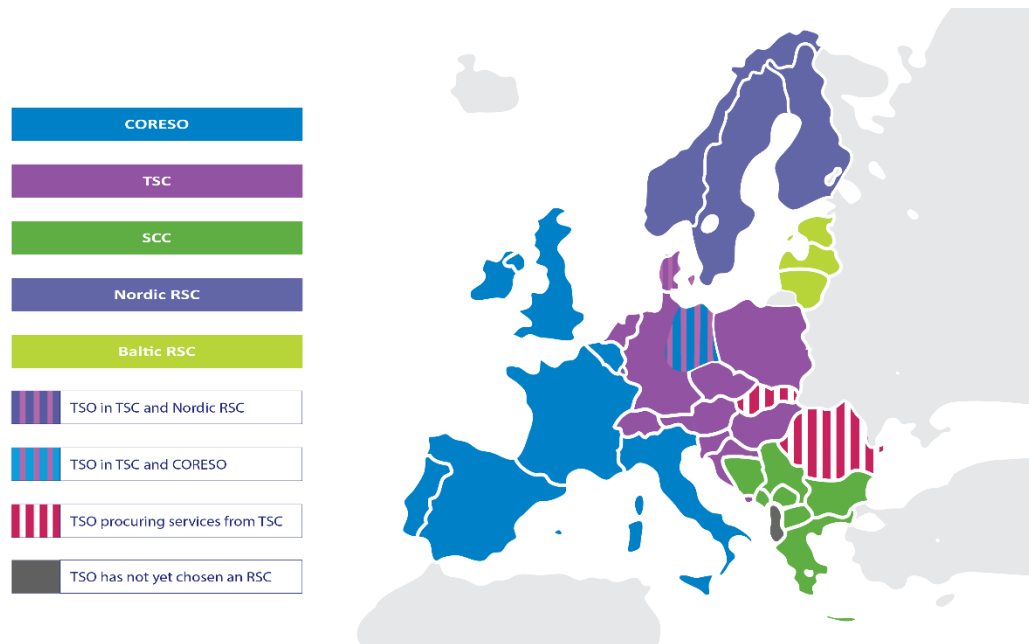 CORESO
TSC
SCC
Nordic RSC
Baltic RSC
TSO in TSC and Nordic RSC
TSO in TSC and CORESO
TSO procuring services from TSC
TSO has not yet chosen an RSC